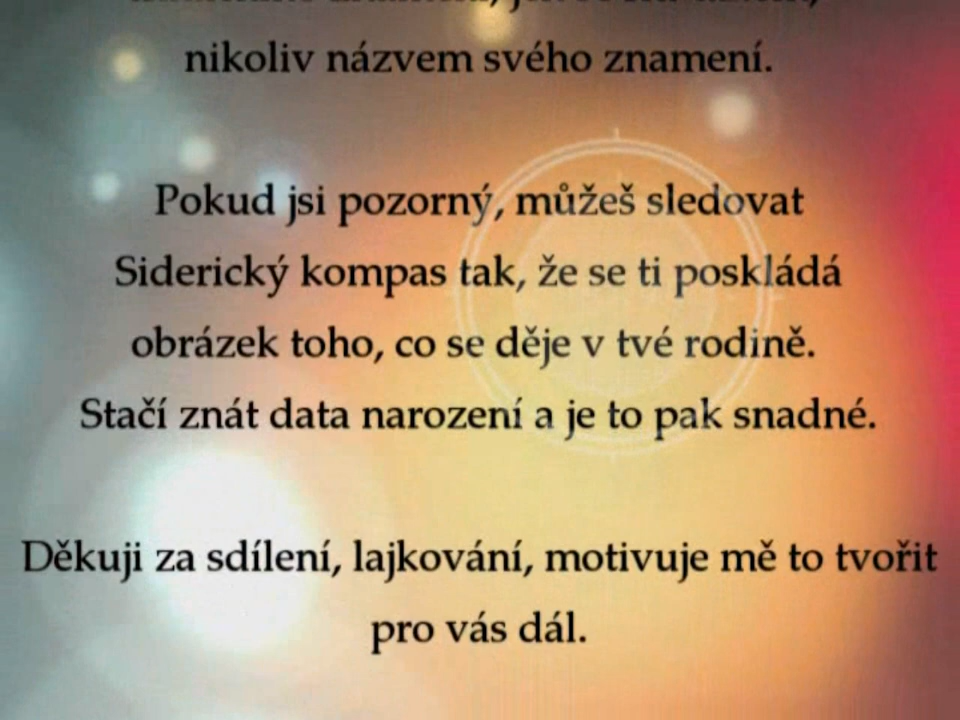 nikoliv názvem svého znamení.
Pokud jsi pozorný, můžeš sledovat
Siderický kompas tak, že se ti poskládá
obrázek toho, co se děje v tvé rodině.
Stačí znát data narození a je to pak snadné.
Děkuji za sdílení, lajkování, motivuje mě to tvořit
pro vás dál.